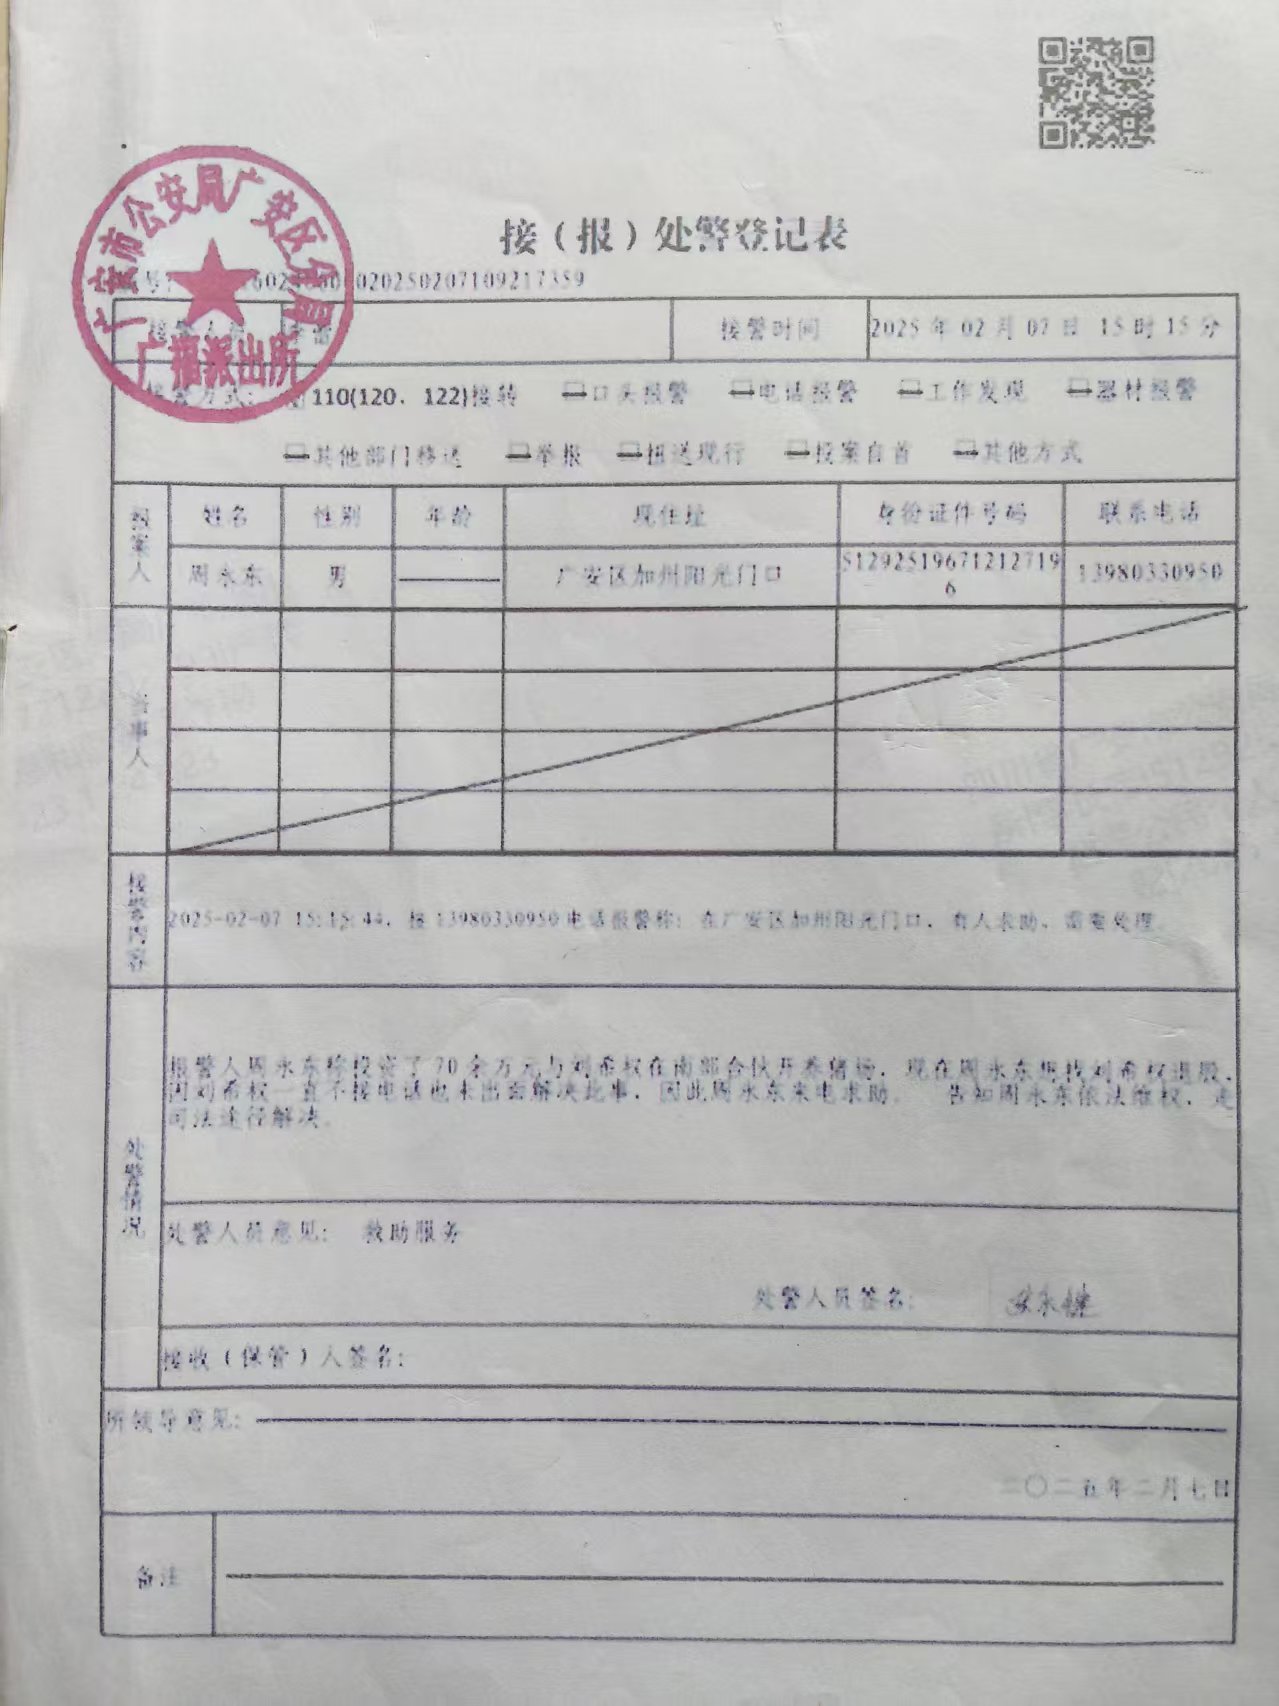 接（报）处警登记表
广安市公安局广安区分局
广福派出所
020250207109217359
接警时间 2025年02月07日15时15分
110(120、122)接转 口头报警 电话报警 工作发现 器材报警
其他部门移送 举报 扭送现行 投案自首 其他方式
报案人 姓名 性别 年龄 现住址 身份证件号码 联系电话
周永东 男 广安区加州阳光门口 512925196712127196 13980330950
当事人
接警内容
2025-02-07 15:15:44，接13980330950电话报警称：在广安区加州阳光门口，有人求助，需要处理
处警情况
报警人周永东称投资了70余万元与刘希权在南部合伙开养猪场，现在周永东想找刘希权退股，
因刘希权一直不接电话也未出面解决此事，因此周永东来电求助。 告知周永东依法维权，走
司法途径解决。
处警人员意见： 救助服务
处警人员签名：
接收（保管）人签名：
所领导意见：
二〇二五年二月七日
备注